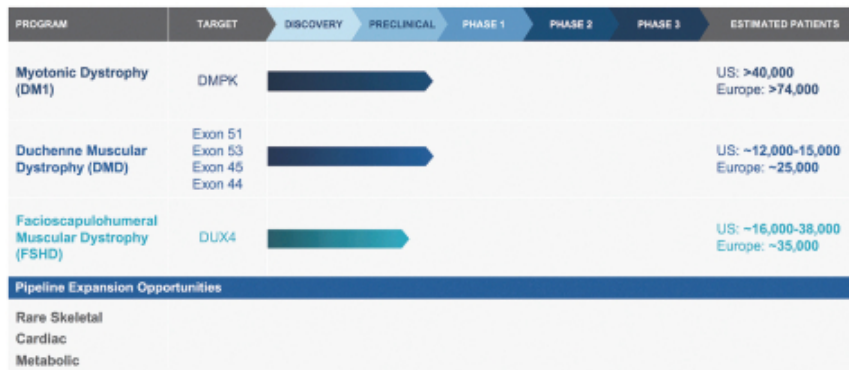 PROGRAM TARGET DISCOVERY PRECLINICAL PHASE 1 PHASE 2 PHASE 3 ESTIMATED PATIENTS
Myotonic Dystrophy
(DM1)
DMPK
US: >40,000
Europe: >74,000
Duchenne Muscular
Dystrophy (DMD)
Exon 51
Exon 53
Exon 45
Exon 44
US: ~12,000-15,000
Europe: ~25,000
Facioscapulohumeral
Muscular Dystrophy
(FSHD)
DUX4
US: ~16,000-38,000
Europe: ~35,000
Pipeline Expansion Opportunities
Rare Skeletal
Cardiac
Metabolic